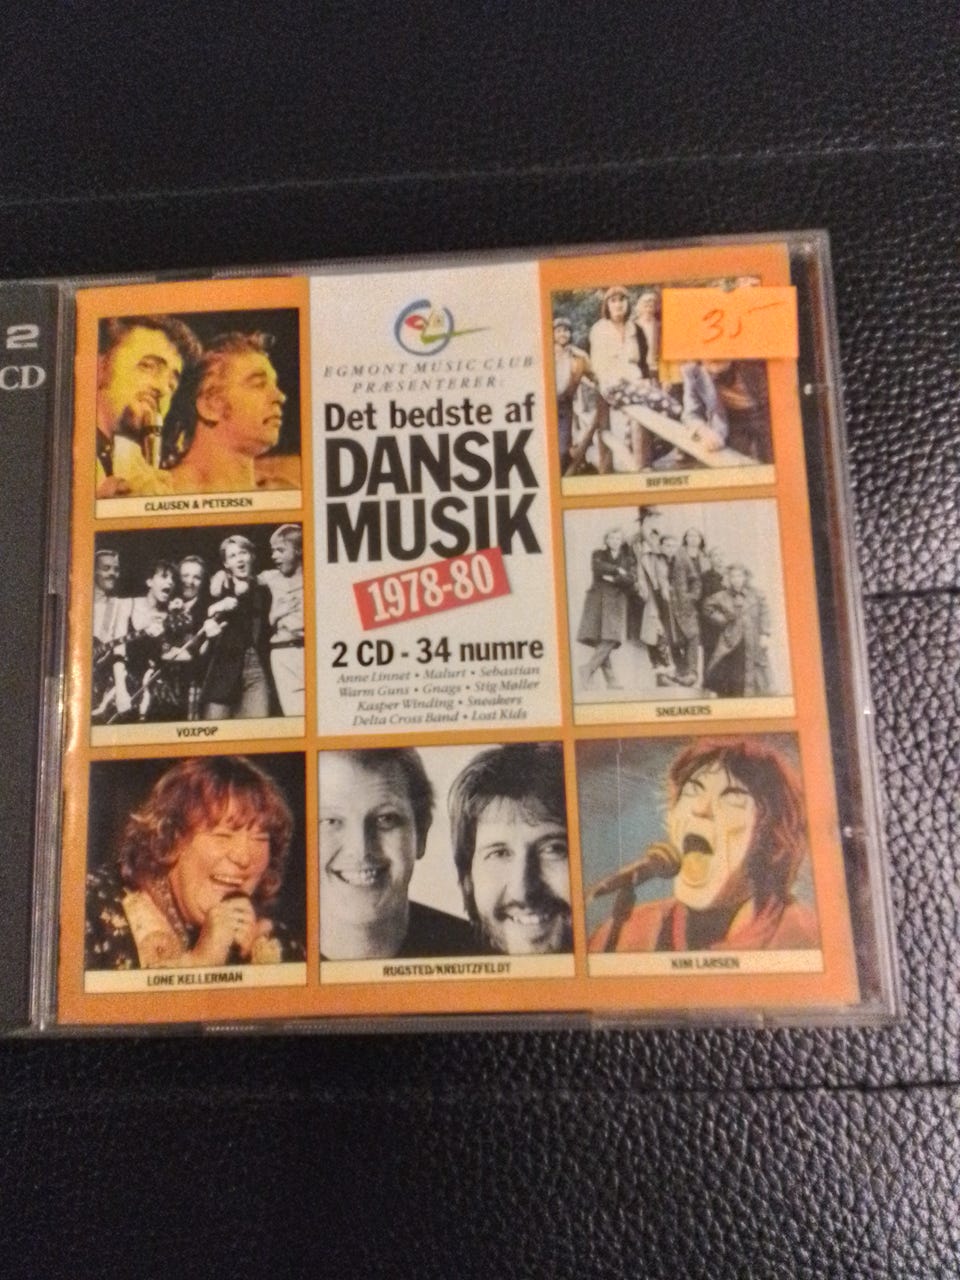 2
CD
35
EGMONT MUSIC CLUB
PRÆSENTERER:
Det bedste af
DANSK
MUSIK
1978-80
2 CD - 34 numre
Anne Linnet • Malurt • Sebastian
Warm Guns • Gnags • Stig Møller
Kasper Winding • Sneakers
Delta Cross Band • Lost Kids
CLAUSEN & PETERSEN
BIFROST
VOXPOP
SNEAKERS
LONE KELLERMAN
RUGSTED/KREUTZFELDT
KIM LARSEN